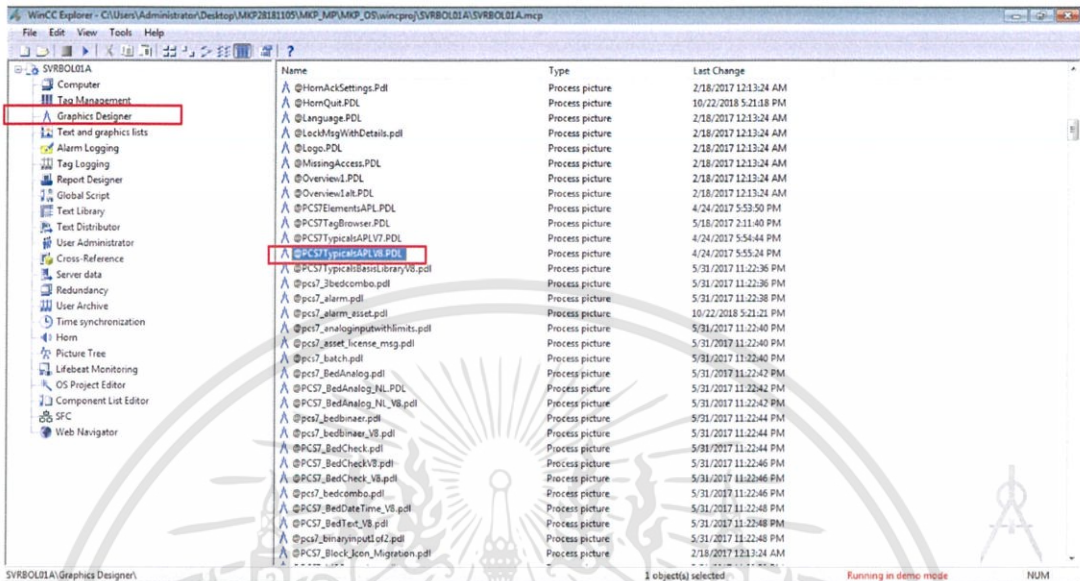 WinCC Explorer - C:\Users\Administrator\Desktop\MKP28181105\MKP_MP\MKP_OS\wincproj\SVRBOL01A\SVRBOL01A.mcp
File Edit View Tools Help
SVRBOL01A
Computer
Tag Management
Graphics Designer
Text and graphics lists
Alarm Logging
Tag Logging
Report Designer
Global Script
Text Library
Text Distributor
User Administrator
Cross-Reference
Server data
Redundancy
User Archive
Time synchronization
Horn
Picture Tree
Lifebeat Monitoring
OS Project Editor
Component List Editor
SFC
Web Navigator
Name Type Last Change
@HornAckSettings.Pdl Process picture 2/18/2017 12:13:24 AM
@HornQuit.PDL Process picture 10/22/2018 5:21:18 PM
@Language.PDL Process picture 2/18/2017 12:13:24 AM
@LockMsgWithDetails.pdl Process picture 2/18/2017 12:13:24 AM
@Logo.PDL Process picture 2/18/2017 12:13:24 AM
@MissingAccess.PDL Process picture 2/18/2017 12:13:24 AM
@Overview1.PDL Process picture 2/18/2017 12:13:24 AM
@Overview1alt.PDL Process picture 2/18/2017 12:13:24 AM
@PCS7ElementsAPL.PDL Process picture 4/24/2017 5:53:50 PM
@PCS7TagBrowser.PDL Process picture 5/18/2017 2:11:40 PM
@PCS7TypicalsAPLV7.PDL Process picture 4/24/2017 5:54:44 PM
@PCS7TypicalsAPLV8.PDL Process picture 4/24/2017 5:55:24 PM
@PCS7TypicalsBasisLibraryV8.pdl Process picture 5/31/2017 11:22:36 PM
@pcs7_3bedcombo.pdl Process picture 5/31/2017 11:22:36 PM
@pcs7_alarm.pdl Process picture 5/31/2017 11:22:38 PM
@pcs7_alarm_asset.pdl Process picture 10/22/2018 5:21:21 PM
@pcs7_analoginputwithlimits.pdl Process picture 5/31/2017 11:22:40 PM
@pcs7_asset_license_msg.pdl Process picture 5/31/2017 11:22:40 PM
@pcs7_batch.pdl Process picture 5/31/2017 11:22:40 PM
@pcs7_BedAnalog.pdl Process picture 5/31/2017 11:22:42 PM
@PCS7_BedAnalog_NL.PDL Process picture 5/31/2017 11:22:42 PM
@PCS7_BedAnalog_NL_V8.pdl Process picture 5/31/2017 11:22:42 PM
@pcs7_bedbinaer.pdl Process picture 5/31/2017 11:22:44 PM
@pcs7_bedbinaer_V8.pdl Process picture 5/31/2017 11:22:44 PM
@PCS7_BedCheck.pdl Process picture 5/31/2017 11:22:44 PM
@PCS7_BedCheckV8.pdl Process picture 5/31/2017 11:22:46 PM
@PCS7_BedCheck_V8.pdl Process picture 5/31/2017 11:22:46 PM
@pcs7_bedcombo.pdl Process picture 5/31/2017 11:22:46 PM
@PCS7_BedDateTime_V8.pdl Process picture 5/31/2017 11:22:48 PM
@PCS7_BedText_V8.pdl Process picture 5/31/2017 11:22:48 PM
@pcs7_binaryinput1of2.pdl Process picture 5/31/2017 11:22:48 PM
@PCS7_Block_Icon_Migration.pdl Process picture 2/18/2017 12:13:24 AM
SVRBOL01A\Graphics Designer\ 1 object(s) selected Running in demo mode NUM